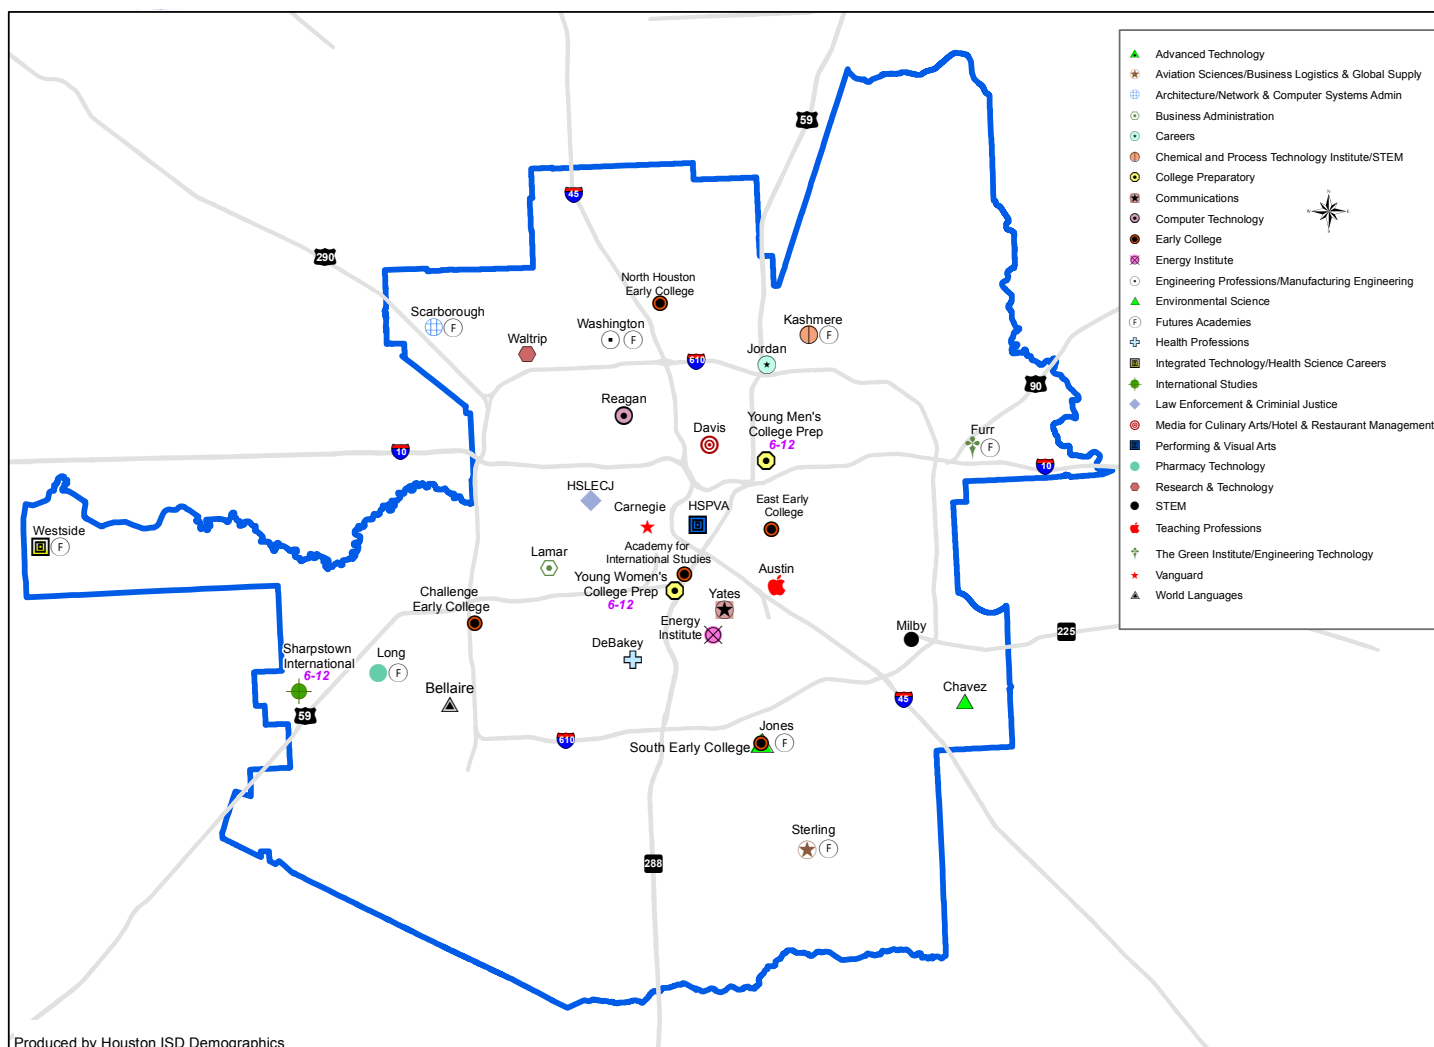 59
45
290
North Houston
Early College
Scarborough
F
Washington
F
Kashmere
F
Waltrip
Jordan
610
90
Reagan
Davis
Young Men's
College Prep
6-12
Furr
F
10
10
HSLECJ
Carnegie
HSPVA
East Early
College
Westside
F
Lamar
Academy for
International Studies
Young Women's
College Prep
6-12
Austin
Challenge
Early College
Yates
Energy
Institute
Milby
225
DeBakey
Sharpstown
International
6-12
Long
F
Bellaire
59
45
Chavez
610
Jones
F
South Early College
Sterling
F
288
Advanced Technology
Aviation Sciences/Business Logistics & Global Supply
Architecture/Network & Computer Systems Admin
Business Administration
Careers
Chemical and Process Technology Institute/STEM
College Preparatory
Communications
Computer Technology
Early College
Energy Institute
Engineering Professions/Manufacturing Engineering
Environmental Science
F Futures Academies
Health Professions
Integrated Technology/Health Science Careers
International Studies
Law Enforcement & Criminial Justice
Media for Culinary Arts/Hotel & Restaurant Management
Performing & Visual Arts
Pharmacy Technology
Research & Technology
STEM
Teaching Professions
The Green Institute/Engineering Technology
Vanguard
World Languages
N
W E
S
Produced by Houston ISD Demographics